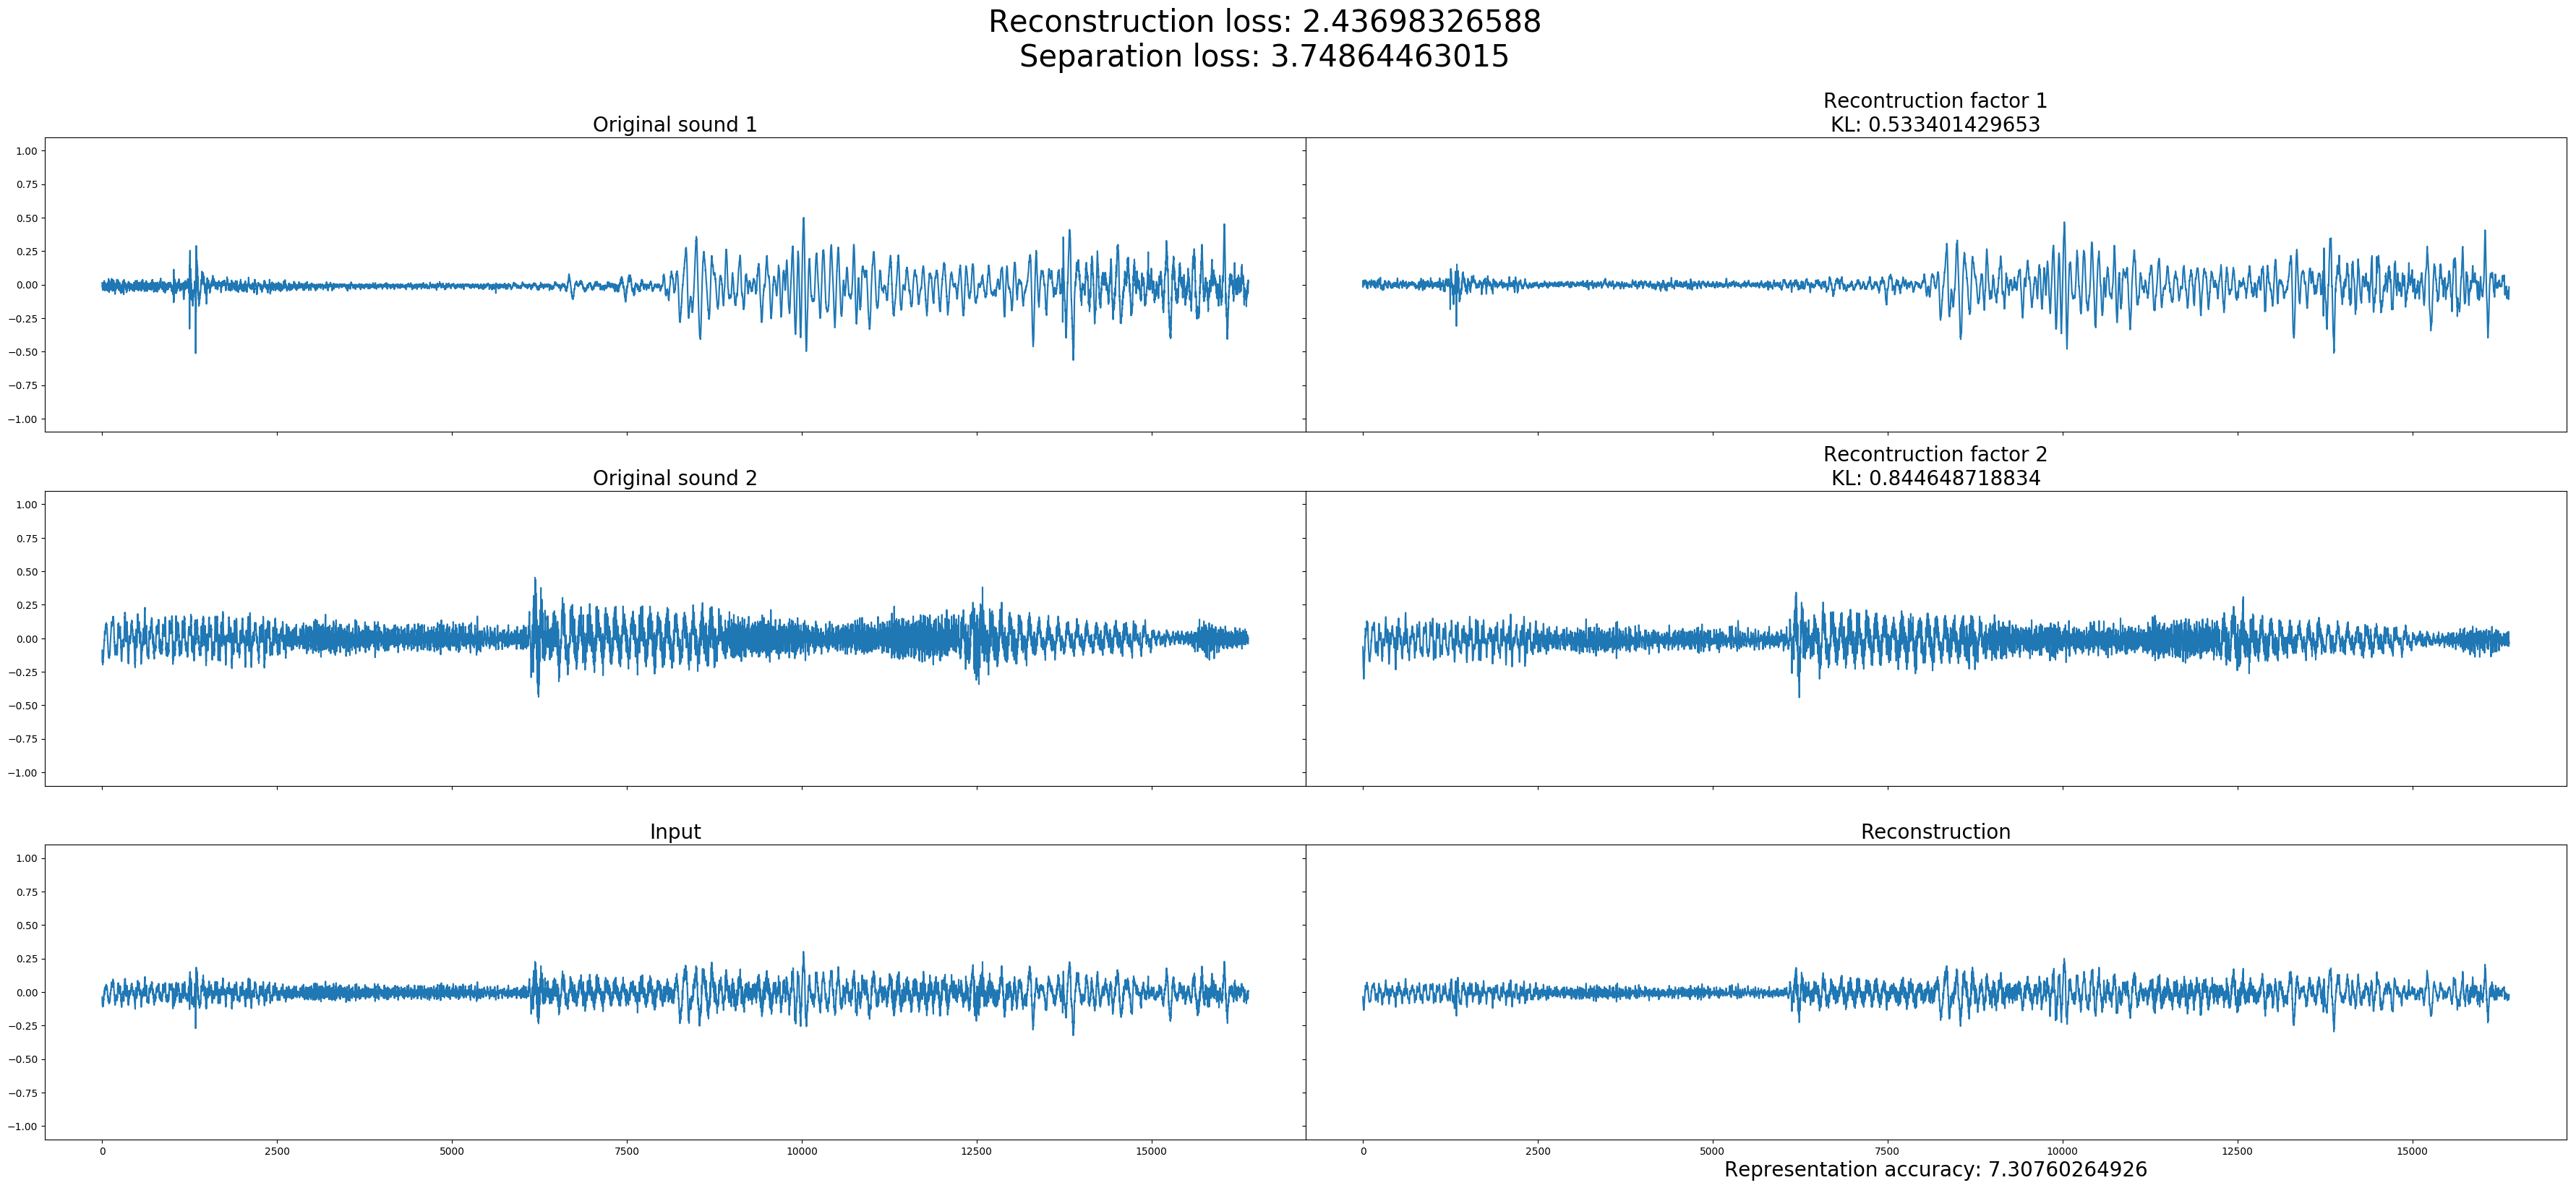 Reconstruction loss: 2.43698326588
Separation loss: 3.74864463015
Original sound 1
Recontruction factor 1
KL: 0.533401429653
1.00
0.75
0.50
0.25
0.00
−0.25
−0.50
−0.75
−1.00
Original sound 2
Recontruction factor 2
KL: 0.844648718834
1.00
0.75
0.50
0.25
0.00
−0.25
−0.50
−0.75
−1.00
Input
Reconstruction
1.00
0.75
0.50
0.25
0.00
−0.25
−0.50
−0.75
−1.00
0 2500 5000 7500 10000 12500 15000
0 2500 5000 7500 10000 12500 15000
Representation accuracy: 7.30760264926